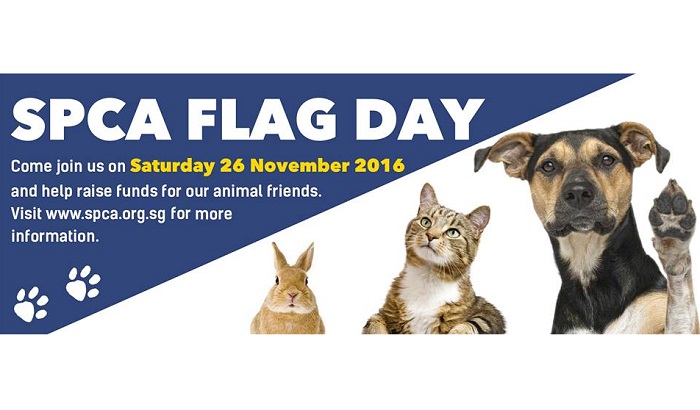 SPCA FLAG DAY
Come join us on Saturday 26 November 2016
and help raise funds for our animal friends.
Visit www.spca.org.sg for more
information.